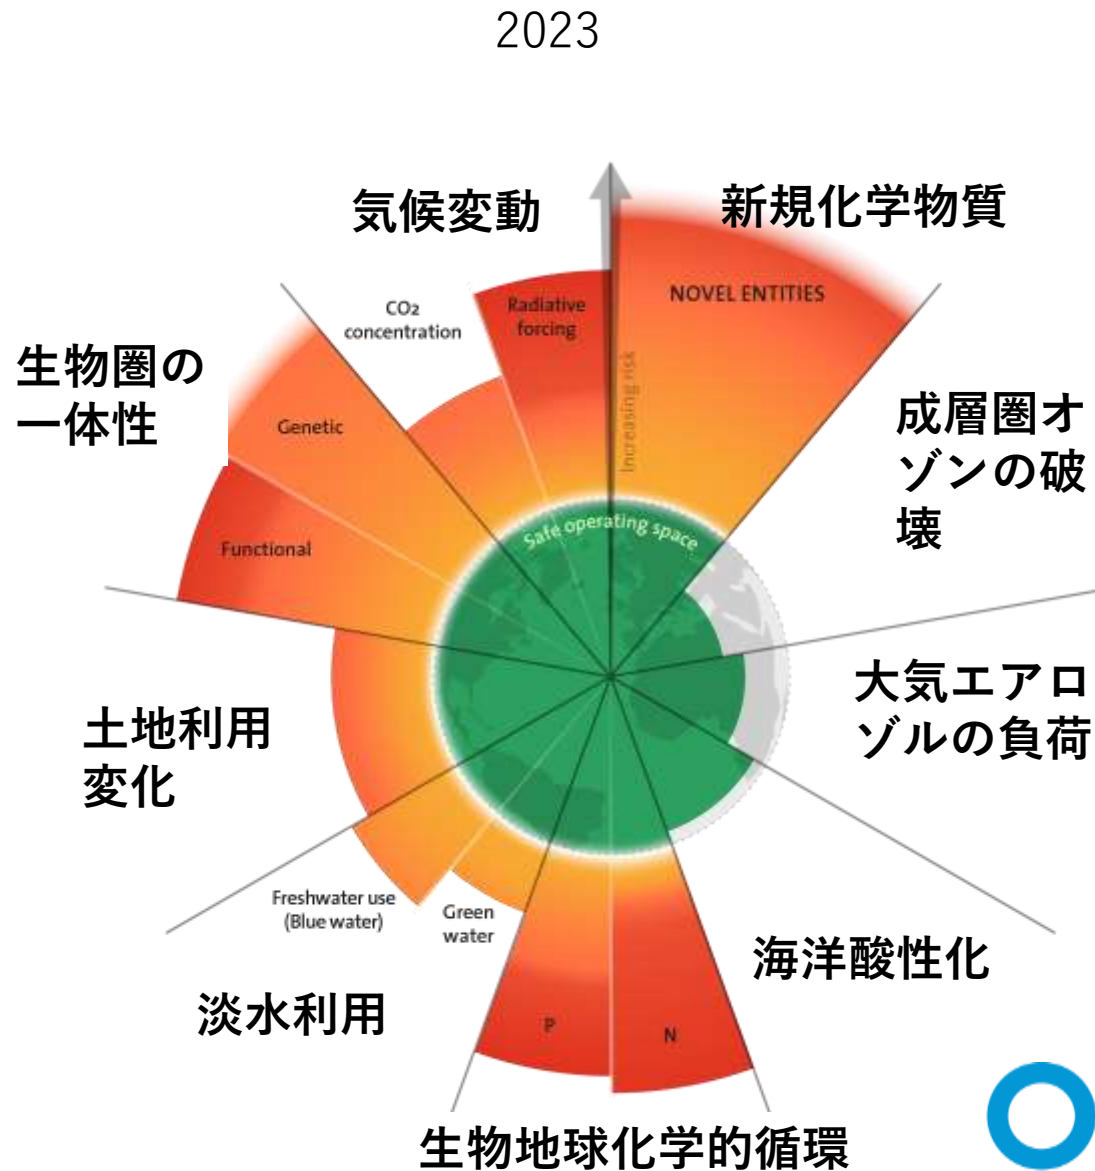 2023
気候変動
新規化学物質
NOVEL ENTITIES
CO2
concentration
Radiative
forcing
Increasing risk
生物圏の
一体性
Genetic
Functional
成層圏オ
ゾンの破
壊
Safe operating space
大気エアロ
ゾルの負荷
土地利用
変化
Freshwater use
(Blue water)
Green
water
淡水利用
海洋酸性化
P
N
生物地球化学的循環